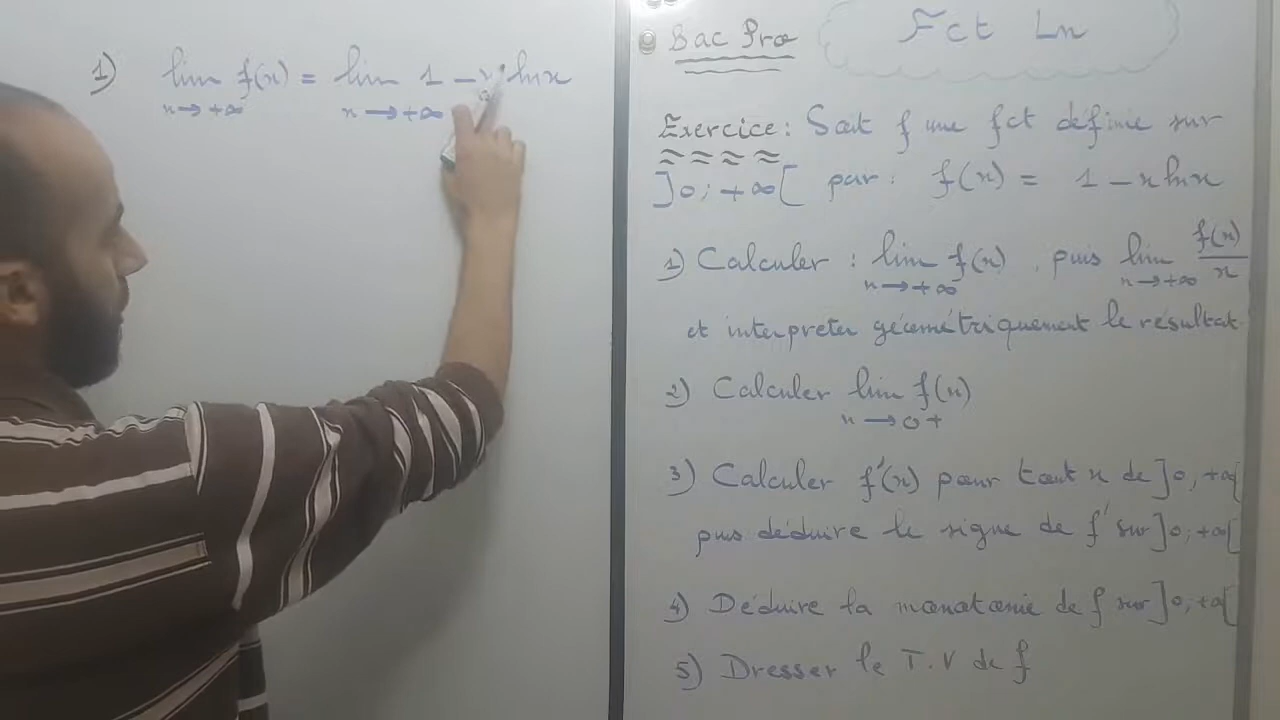 1) lim f(x) = lim 1 - x lnx
x→+∞ x→+∞
Bac Pro
Fct Ln
Exercice: Soit f une fct définie sur
]0; +∞[ par: f(x) = 1 - x lnx
1) Calculer : lim f(x), puis lim f(x)/x
x→+∞ x→+∞
et interpréter géométriquement le résultat
2) Calculer lim f(x)
x→0+
3) Calculer f'(x) pour tout x de ]0, +∞[
puis déduire le signe de f' sur ]0; +∞[
4) Déduire la monotonie de f sur ]0, +∞[
5) Dresser le T.V de f